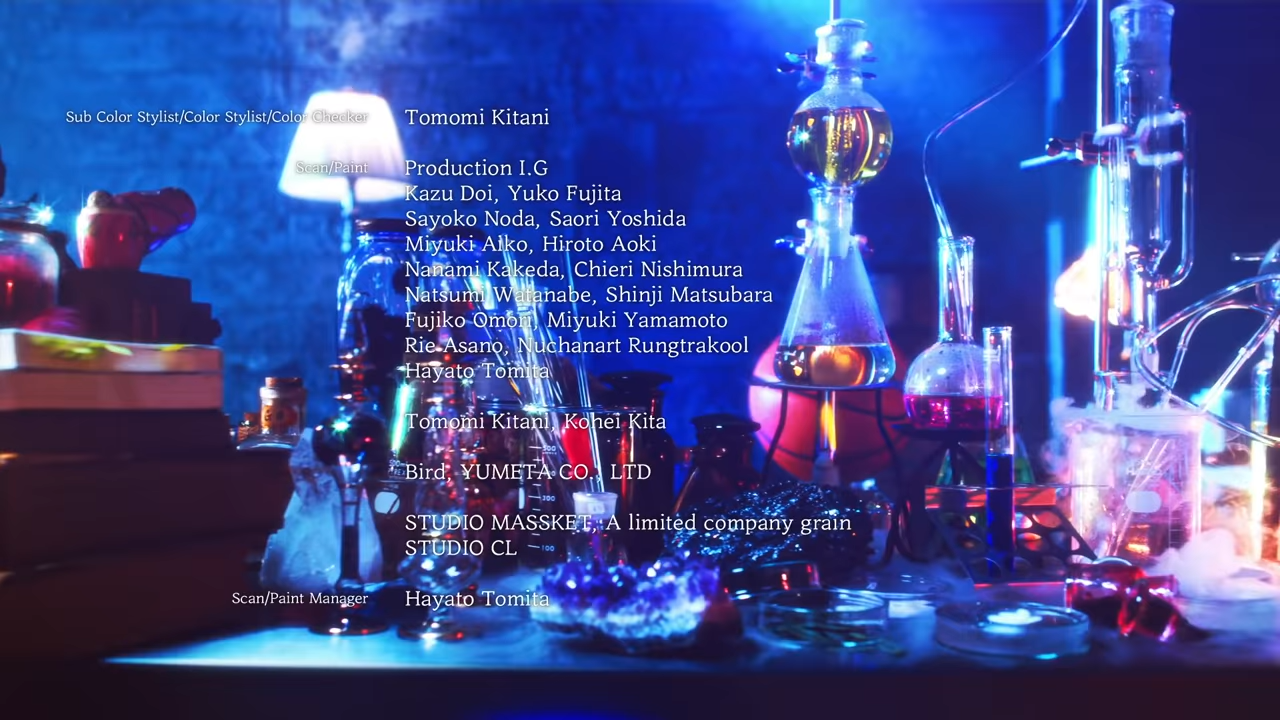 Sub Color Stylist/Color Stylist/Color Checker Tomomi Kitani
Scan/Paint Production I.G
Kazu Doi, Yuko Fujita
Sayoko Noda, Saori Yoshida
Miyuki Aiko, Hiroto Aoki
Nanami Kakeda, Chieri Nishimura
Natsumi Watanabe, Shinji Matsubara
Fujiko Omori, Miyuki Yamamoto
Rie Asano, Nuchanart Rungtrakool
Hayato Tomita
Tomomi Kitani, Kohei Kita
Bird, YUMETA CO., LTD
STUDIO MASSKET, A limited company grain
STUDIO CL
Scan/Paint Manager Hayato Tomita
300
100